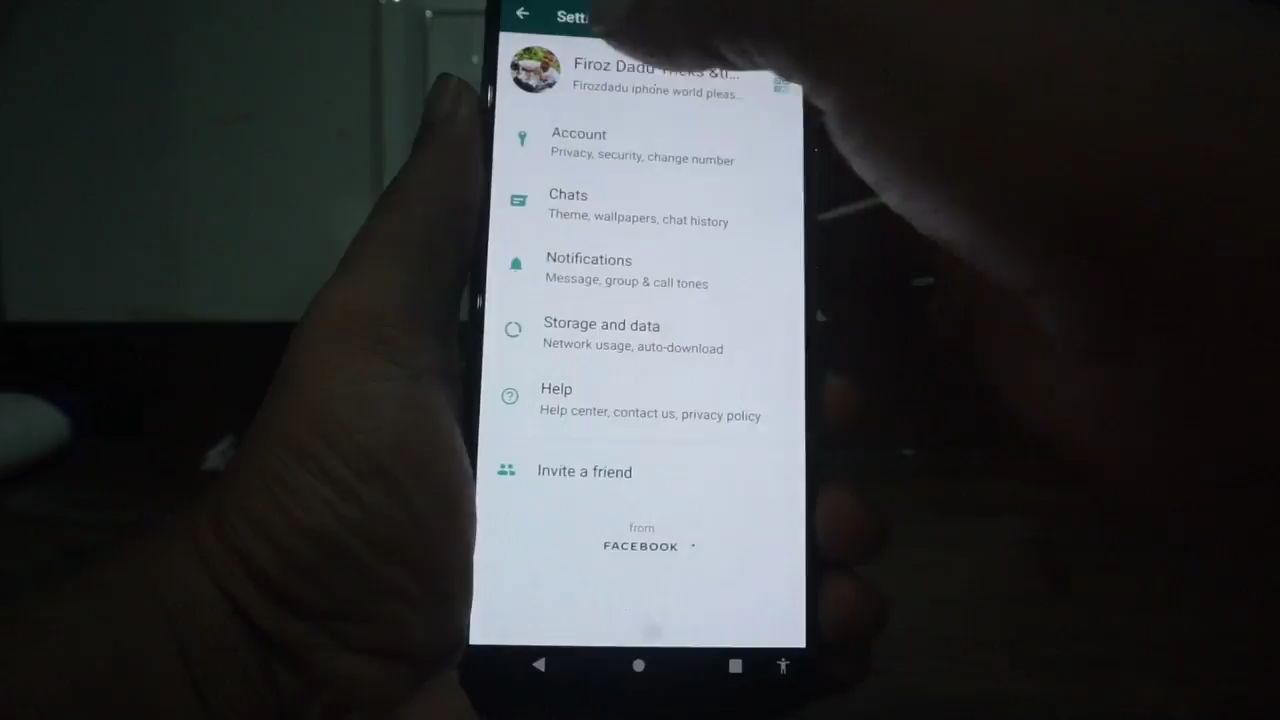 Sett
Firoz Dadu Tricks &(I...
Firozdadu iphone world pleas...
Account
Privacy, security, change number
Chats
Theme, wallpapers, chat history
Notifications
Message, group & call tones
Storage and data
Network usage, auto-download
Help
Help center, contact us, privacy policy
Invite a friend
from
FACEBOOK